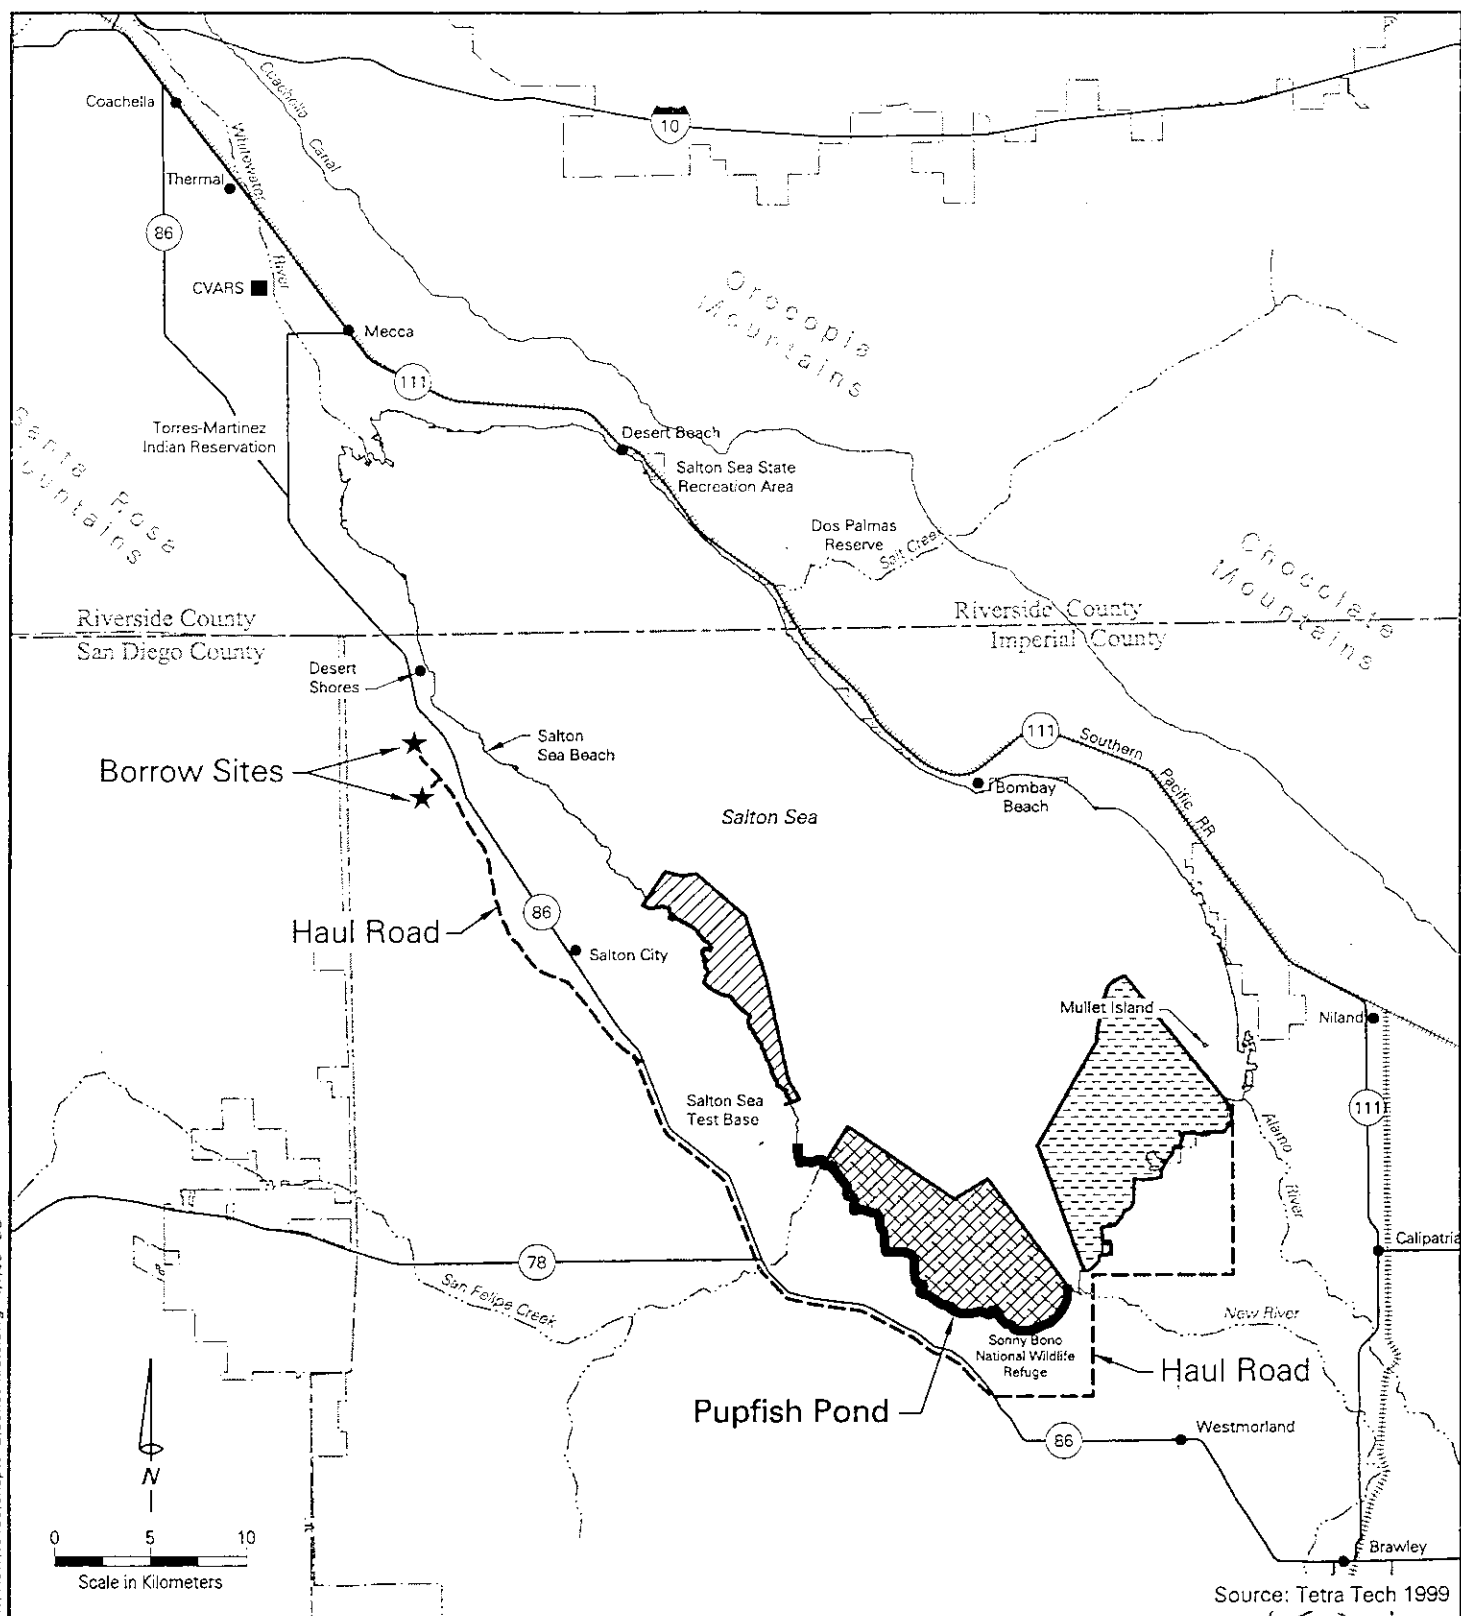 10
Coachella
Coachella
Canal
Whitewater
River
Thermal
86
CVARS
Mecca
111
Orocopia
Mountains
Torres-Martinez
Indian Reservation
Desert Beach
Salton Sea State
Recreation Area
Santa Rosa
Mountains
Dos Palmas
Reserve
Salt Creek
Chocolate
Mountains
Riverside County
San Diego County
Riverside County
Imperial County
Desert
Shores
Salton
Sea Beach
111
Southern
Pacific RR
Borrow Sites
Bombay
Beach
Salton Sea
Haul Road
86
Salton City
Mullet Island
Niland
Salton Sea
Test Base
111
Alamo
River
Calipatria
78
San Felipe Creek
New River
Sonny Bono
National Wildlife
Refuge
Haul Road
Pupfish Pond
Westmorland
86
N
0 5 10
Scale in Kilometers
Brawley
Source: Tetra Tech 1999